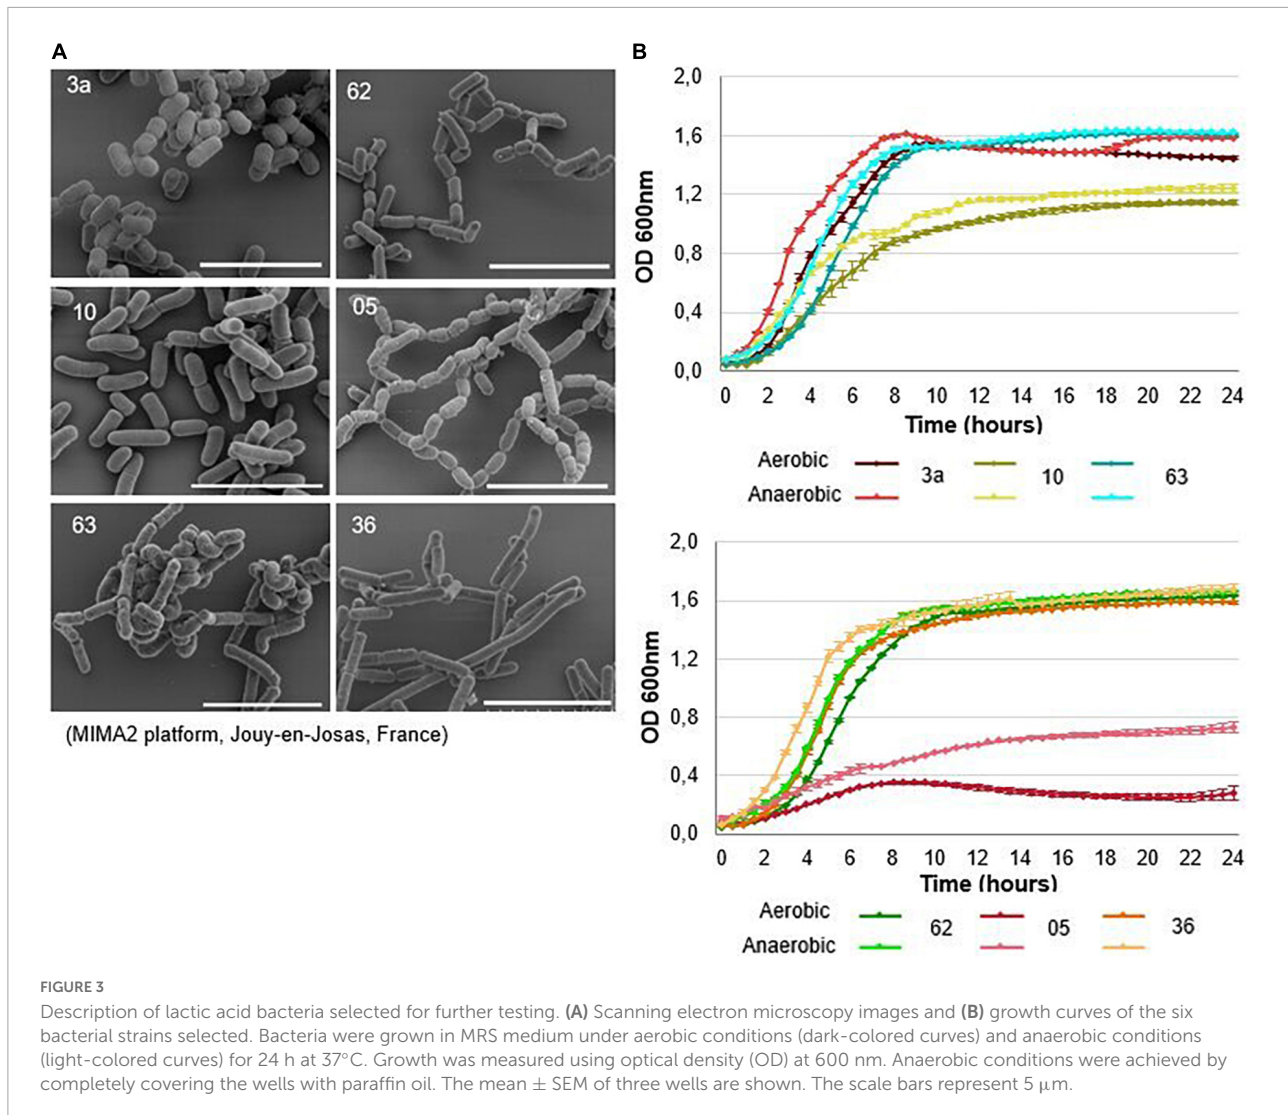 A
B
3a
62
10
05
63
36
(MIMA2 platform, Jouy-en-Josas, France)
2,0
1,6
1,2
0,8
0,4
0,0
OD 600nm
0 2 4 6 8 10 12 14 16 18 20 22 24
Time (hours)
Aerobic
Anaerobic
3a 10 63
2,0
1,6
1,2
0,8
0,4
0,0
OD 600nm
0 2 4 6 8 10 12 14 16 18 20 22 24
Time (hours)
Aerobic
Anaerobic
62 05 36
FIGURE 3
Description of lactic acid bacteria selected for further testing. (A) Scanning electron microscopy images and (B) growth curves of the six
bacterial strains selected. Bacteria were grown in MRS medium under aerobic conditions (dark-colored curves) and anaerobic conditions
(light-colored curves) for 24 h at 37°C. Growth was measured using optical density (OD) at 600 nm. Anaerobic conditions were achieved by
completely covering the wells with paraffin oil. The mean ± SEM of three wells are shown. The scale bars represent 5 μm.